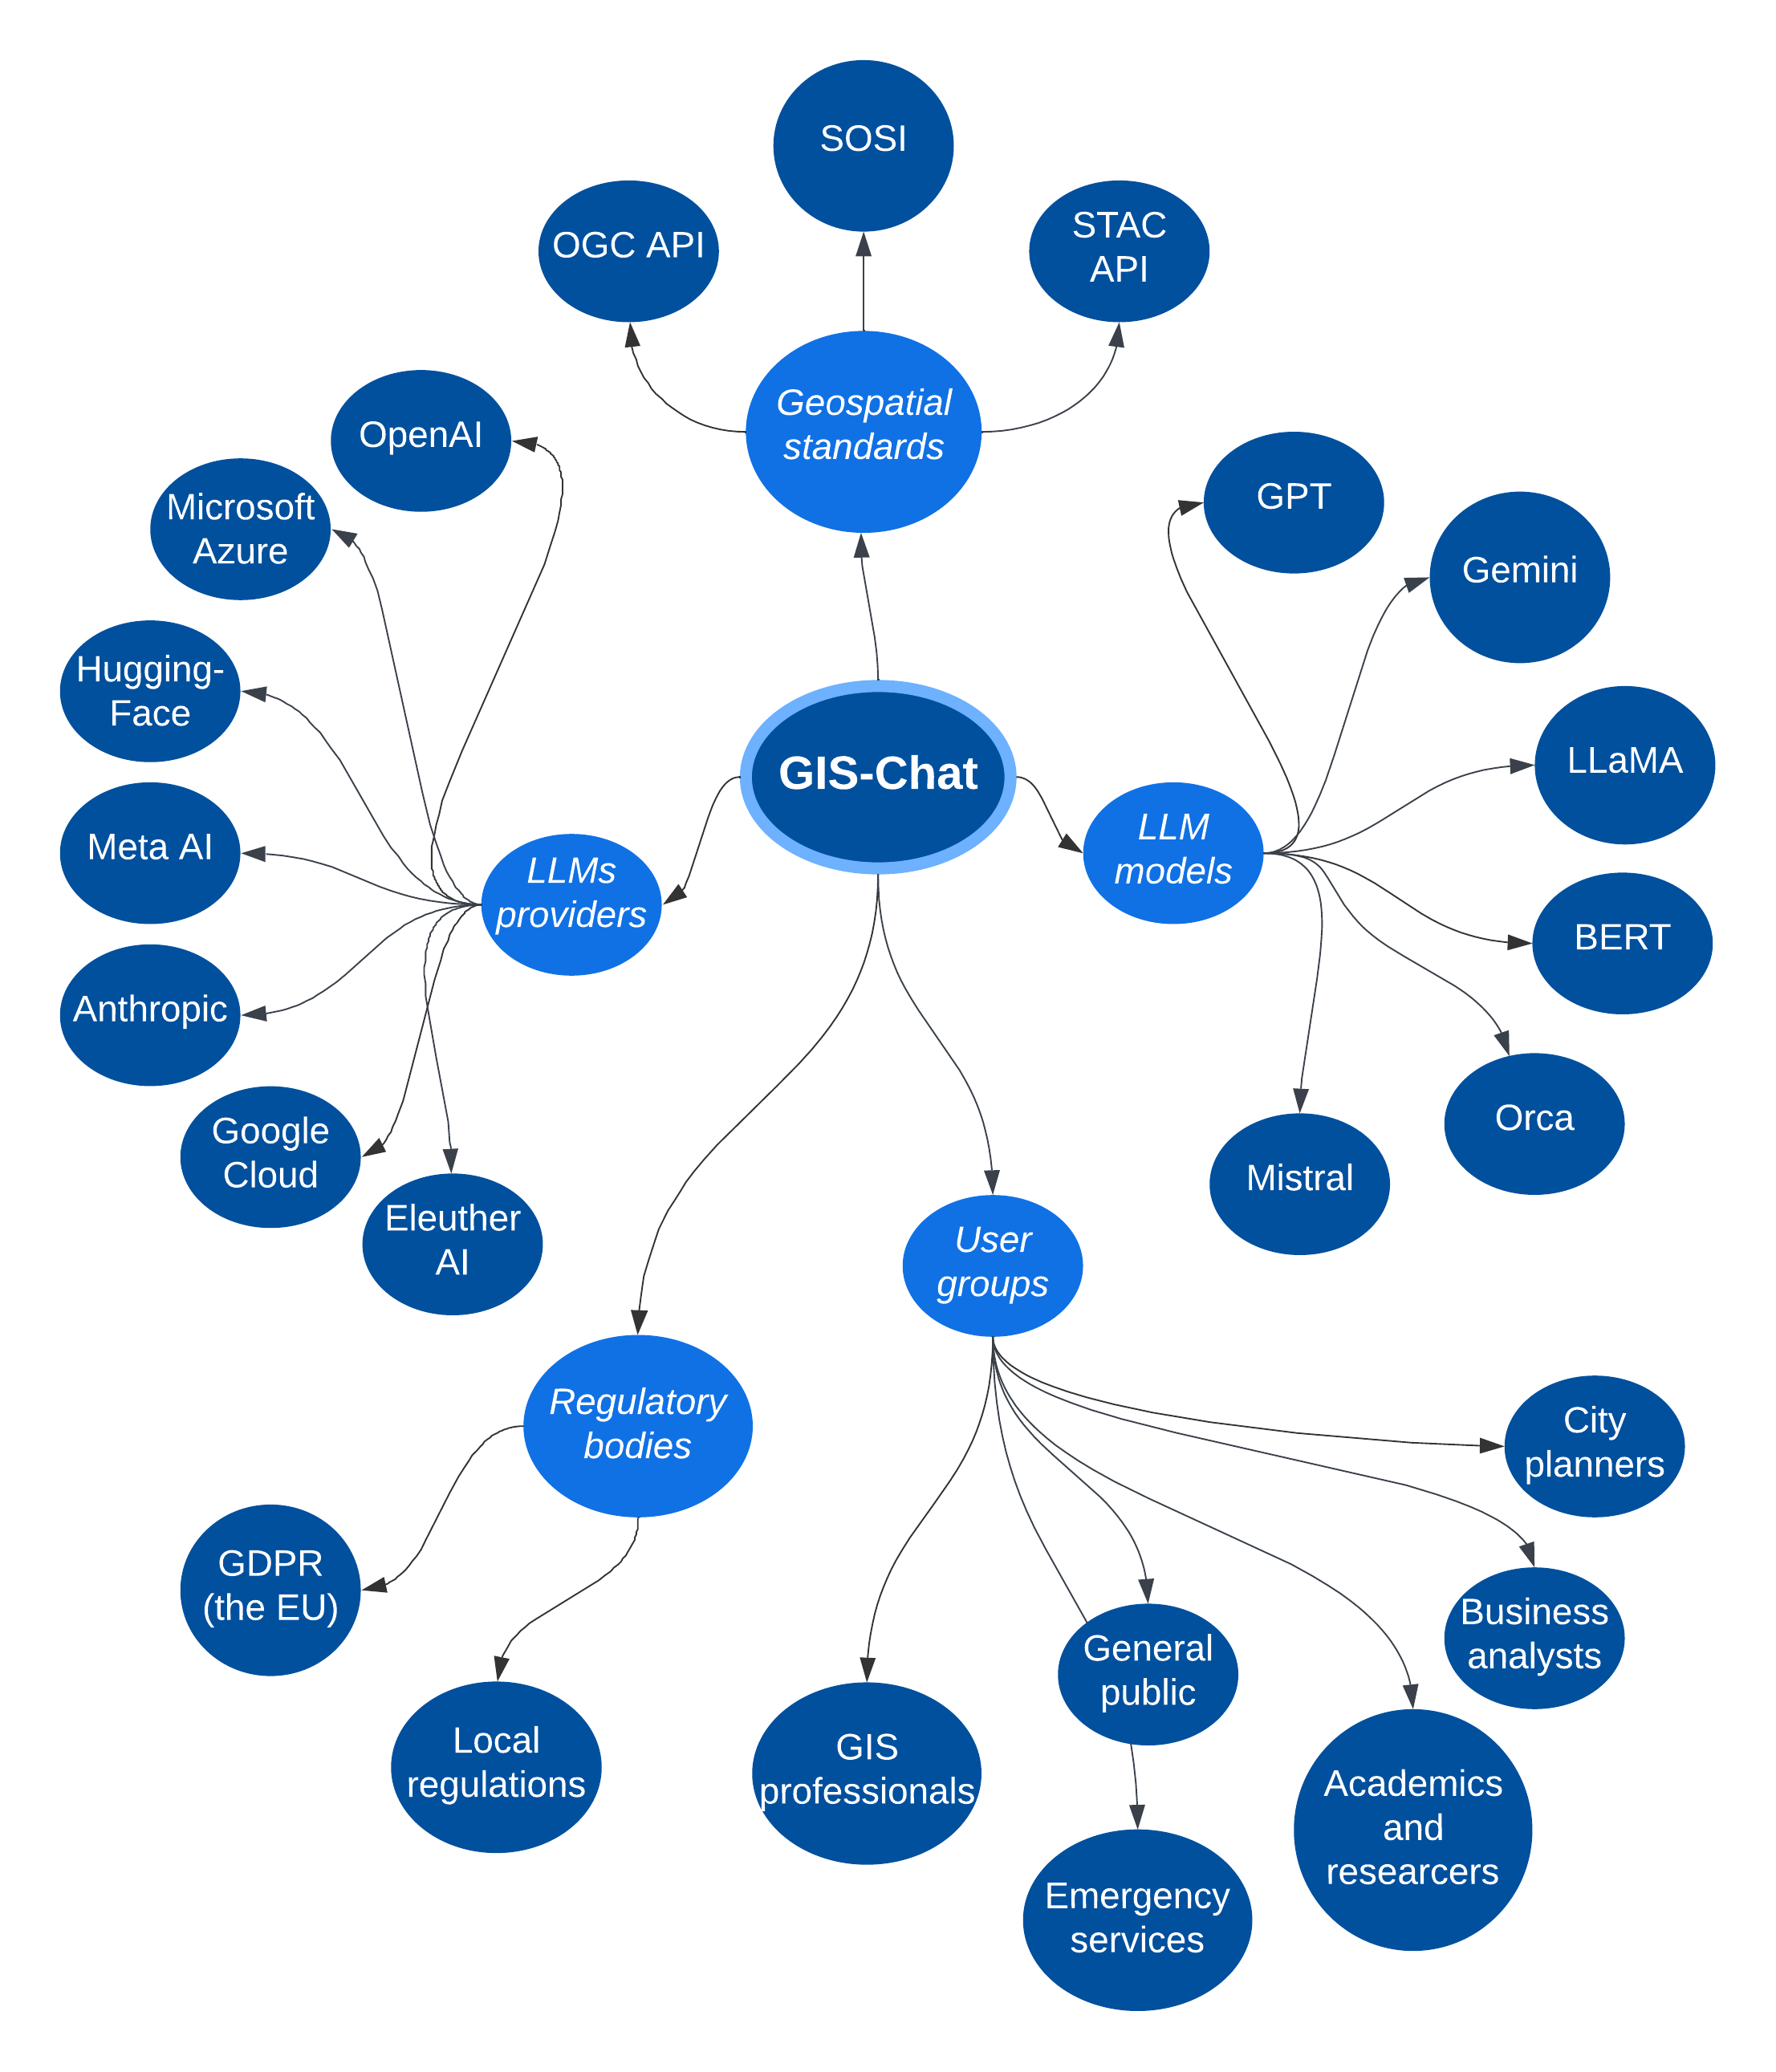 SOSI
OGC API
STAC
API
Geospatial
standards
OpenAI
Microsoft
Azure
Hugging-
Face
Meta AI
Anthropic
Google
Cloud
Eleuther
AI
LLMs
providers
GIS-Chat
LLM
models
GPT
Gemini
LLaMA
BERT
Orca
Mistral
User
groups
Regulatory
bodies
GDPR
(the EU)
Local
regulations
GIS
professionals
General
public
Emergency
services
Academics
and
researcers
Business
analysts
City
planners